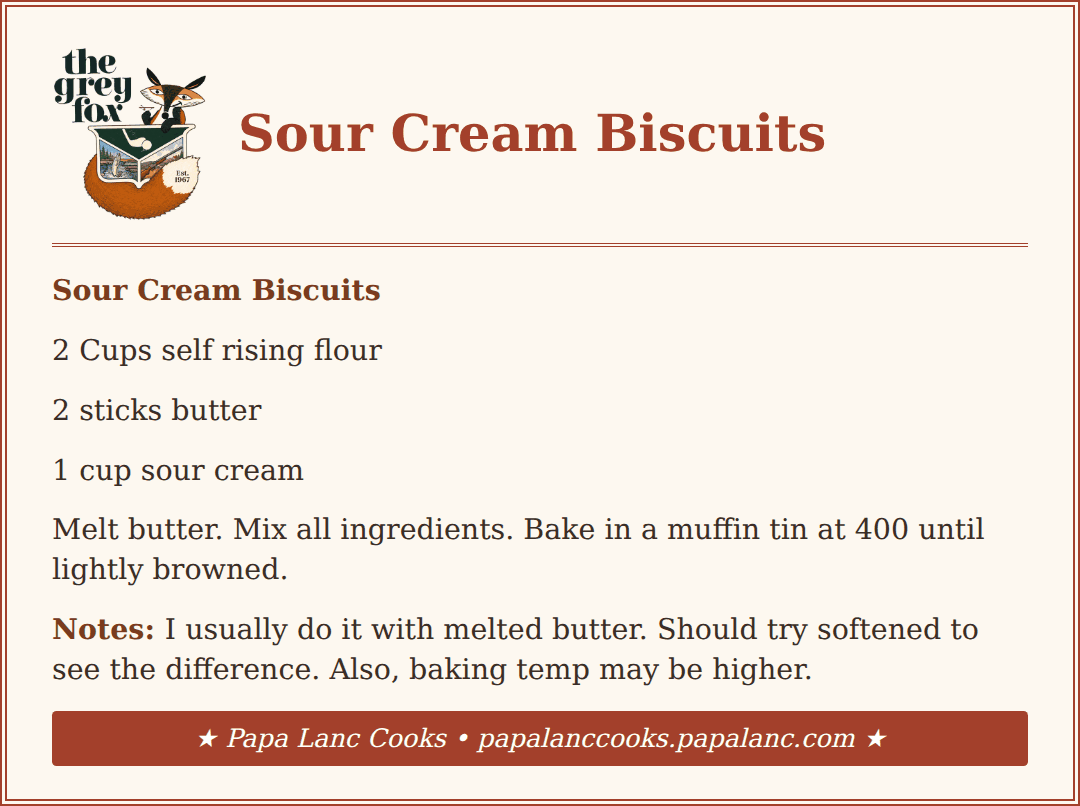 the
grey
fox
Est.
1967
Sour Cream Biscuits
Sour Cream Biscuits
2 Cups self rising flour
2 sticks butter
1 cup sour cream
Melt butter. Mix all ingredients. Bake in a muffin tin at 400 until
lightly browned.
Notes: I usually do it with melted butter. Should try softened to
see the difference. Also, baking temp may be higher.
★ Papa Lanc Cooks • papalanccooks.papalanc.com ★